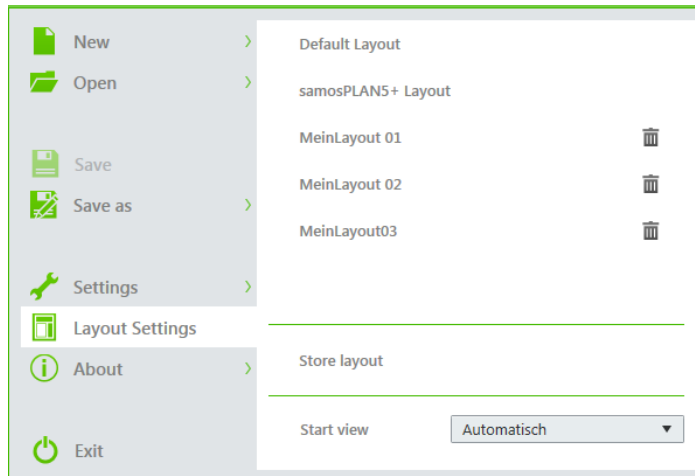 New
Open
Save
Save as
Settings
Layout Settings
About
Exit
Default Layout
samosPLAN5+ Layout
MeinLayout 01
MeinLayout 02
MeinLayout03
Store layout
Start view
Automatisch